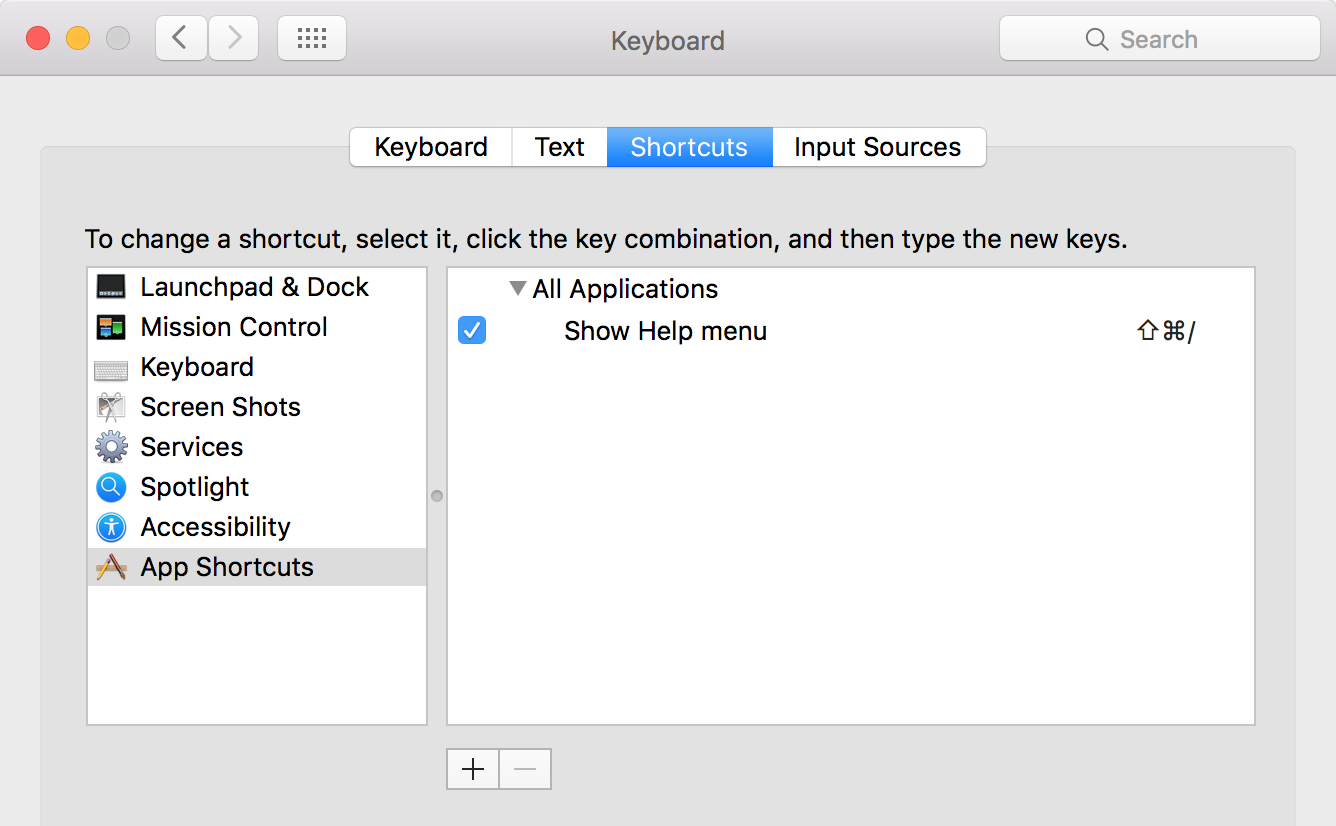 Keyboard
Search
Keyboard Text Shortcuts Input Sources
To change a shortcut, select it, click the key combination, and then type the new keys.
Launchpad & Dock
Mission Control
Keyboard
Screen Shots
Services
Spotlight
Accessibility
App Shortcuts
All Applications
Show Help menu ⇧⌘/